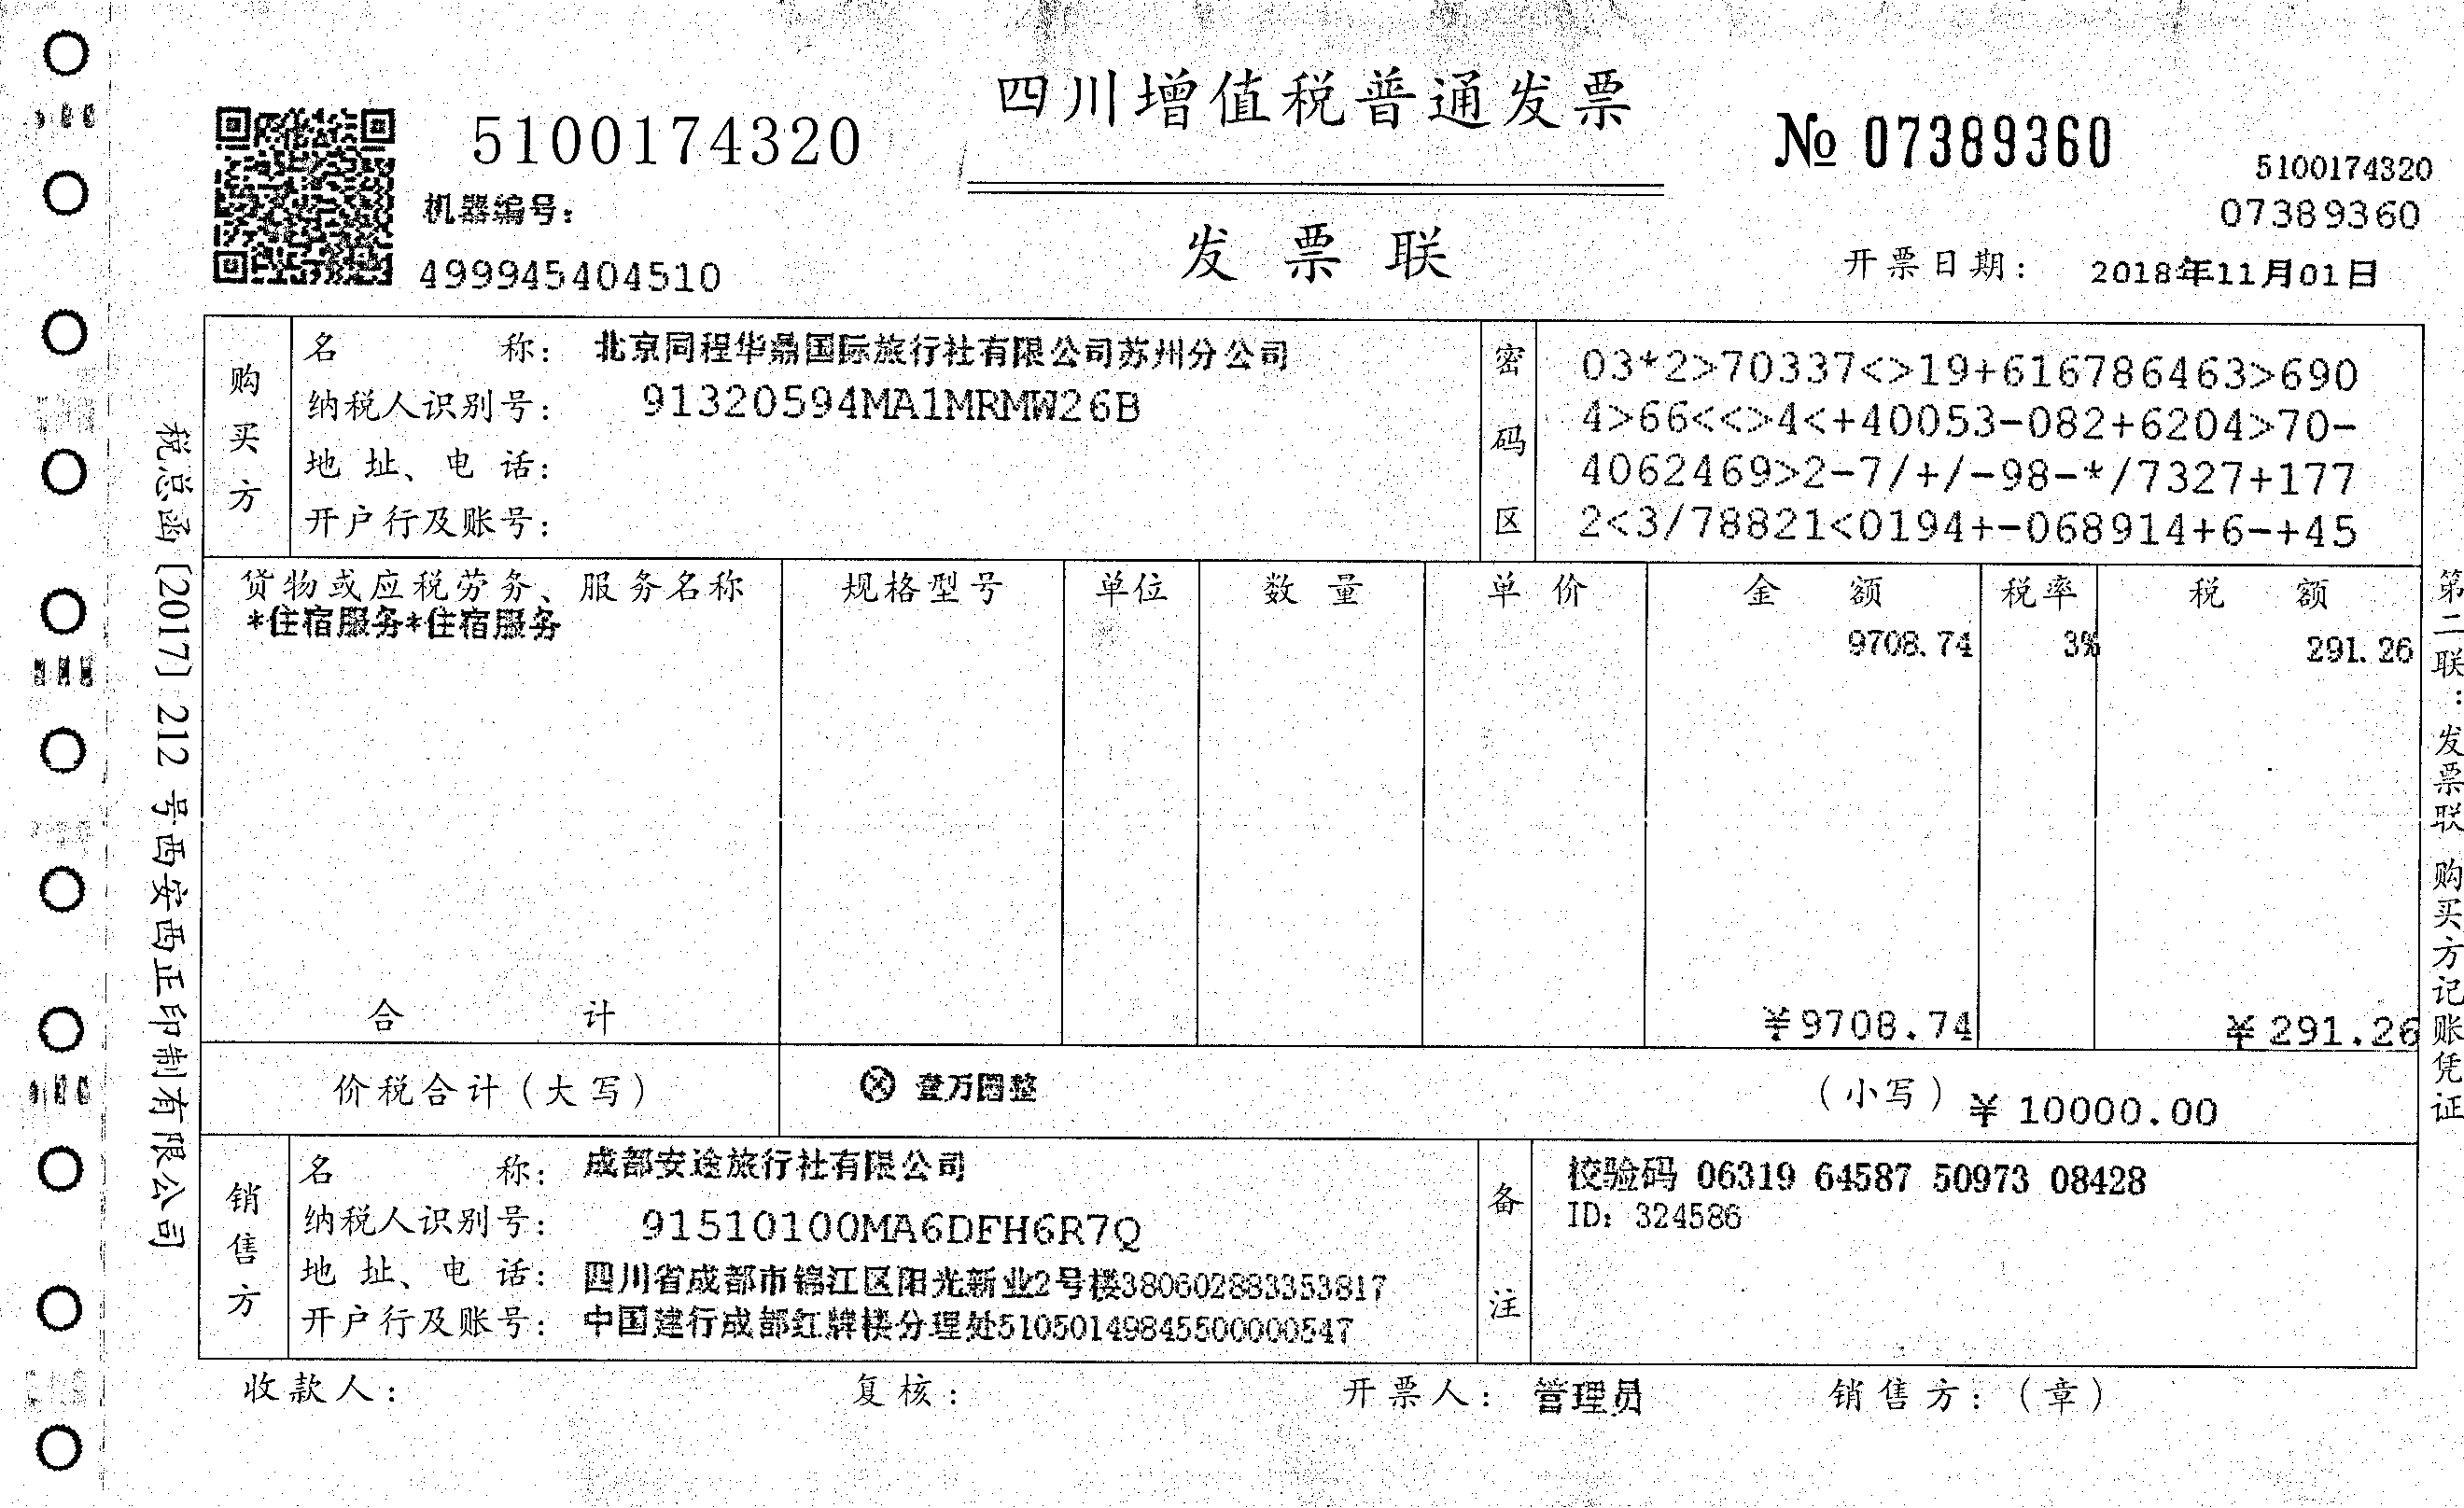 四川增值税普通发票
5100174320
№ 07389360
5100174320
07389360
机器编号：
499945404510
发票联
开票日期： 2018年11月01日
购买方
名称： 北京同程华鼎国际旅行社有限公司苏州分公司
纳税人识别号： 91320594MA1MRMW26B
地址、电话：
开户行及账号：
密码区
03*2>70337<>19+616786463>690
4>66<<>4<+40053-082+6204>70-
4062469>2-7/+/-98-*/7327+177
2<3/78821<0194+-068914+6-+45
货物或应税劳务、服务名称 规格型号 单位 数量 单价 金额 税率 税额
*住宿服务*住宿服务 9708.74 3% 291.26
合计 ¥9708.74 ¥291.26
价税合计（大写） ⊗ 壹万圆整 （小写） ¥10000.00
销售方
名称： 成都安途旅行社有限公司
纳税人识别号： 91510100MA6DFH6R7Q
地址、电话： 四川省成都市锦江区阳光新业2号楼380602883353817
开户行及账号： 中国建行成都红牌楼分理处51050149845500000547
备注
校验码 06319 64587 50973 08428
ID: 324586
收款人： 复核： 开票人： 管理员 销售方：（章）
税总函[2017]212号西安西正印制有限公司
第二联：发票联 购买方记账凭证